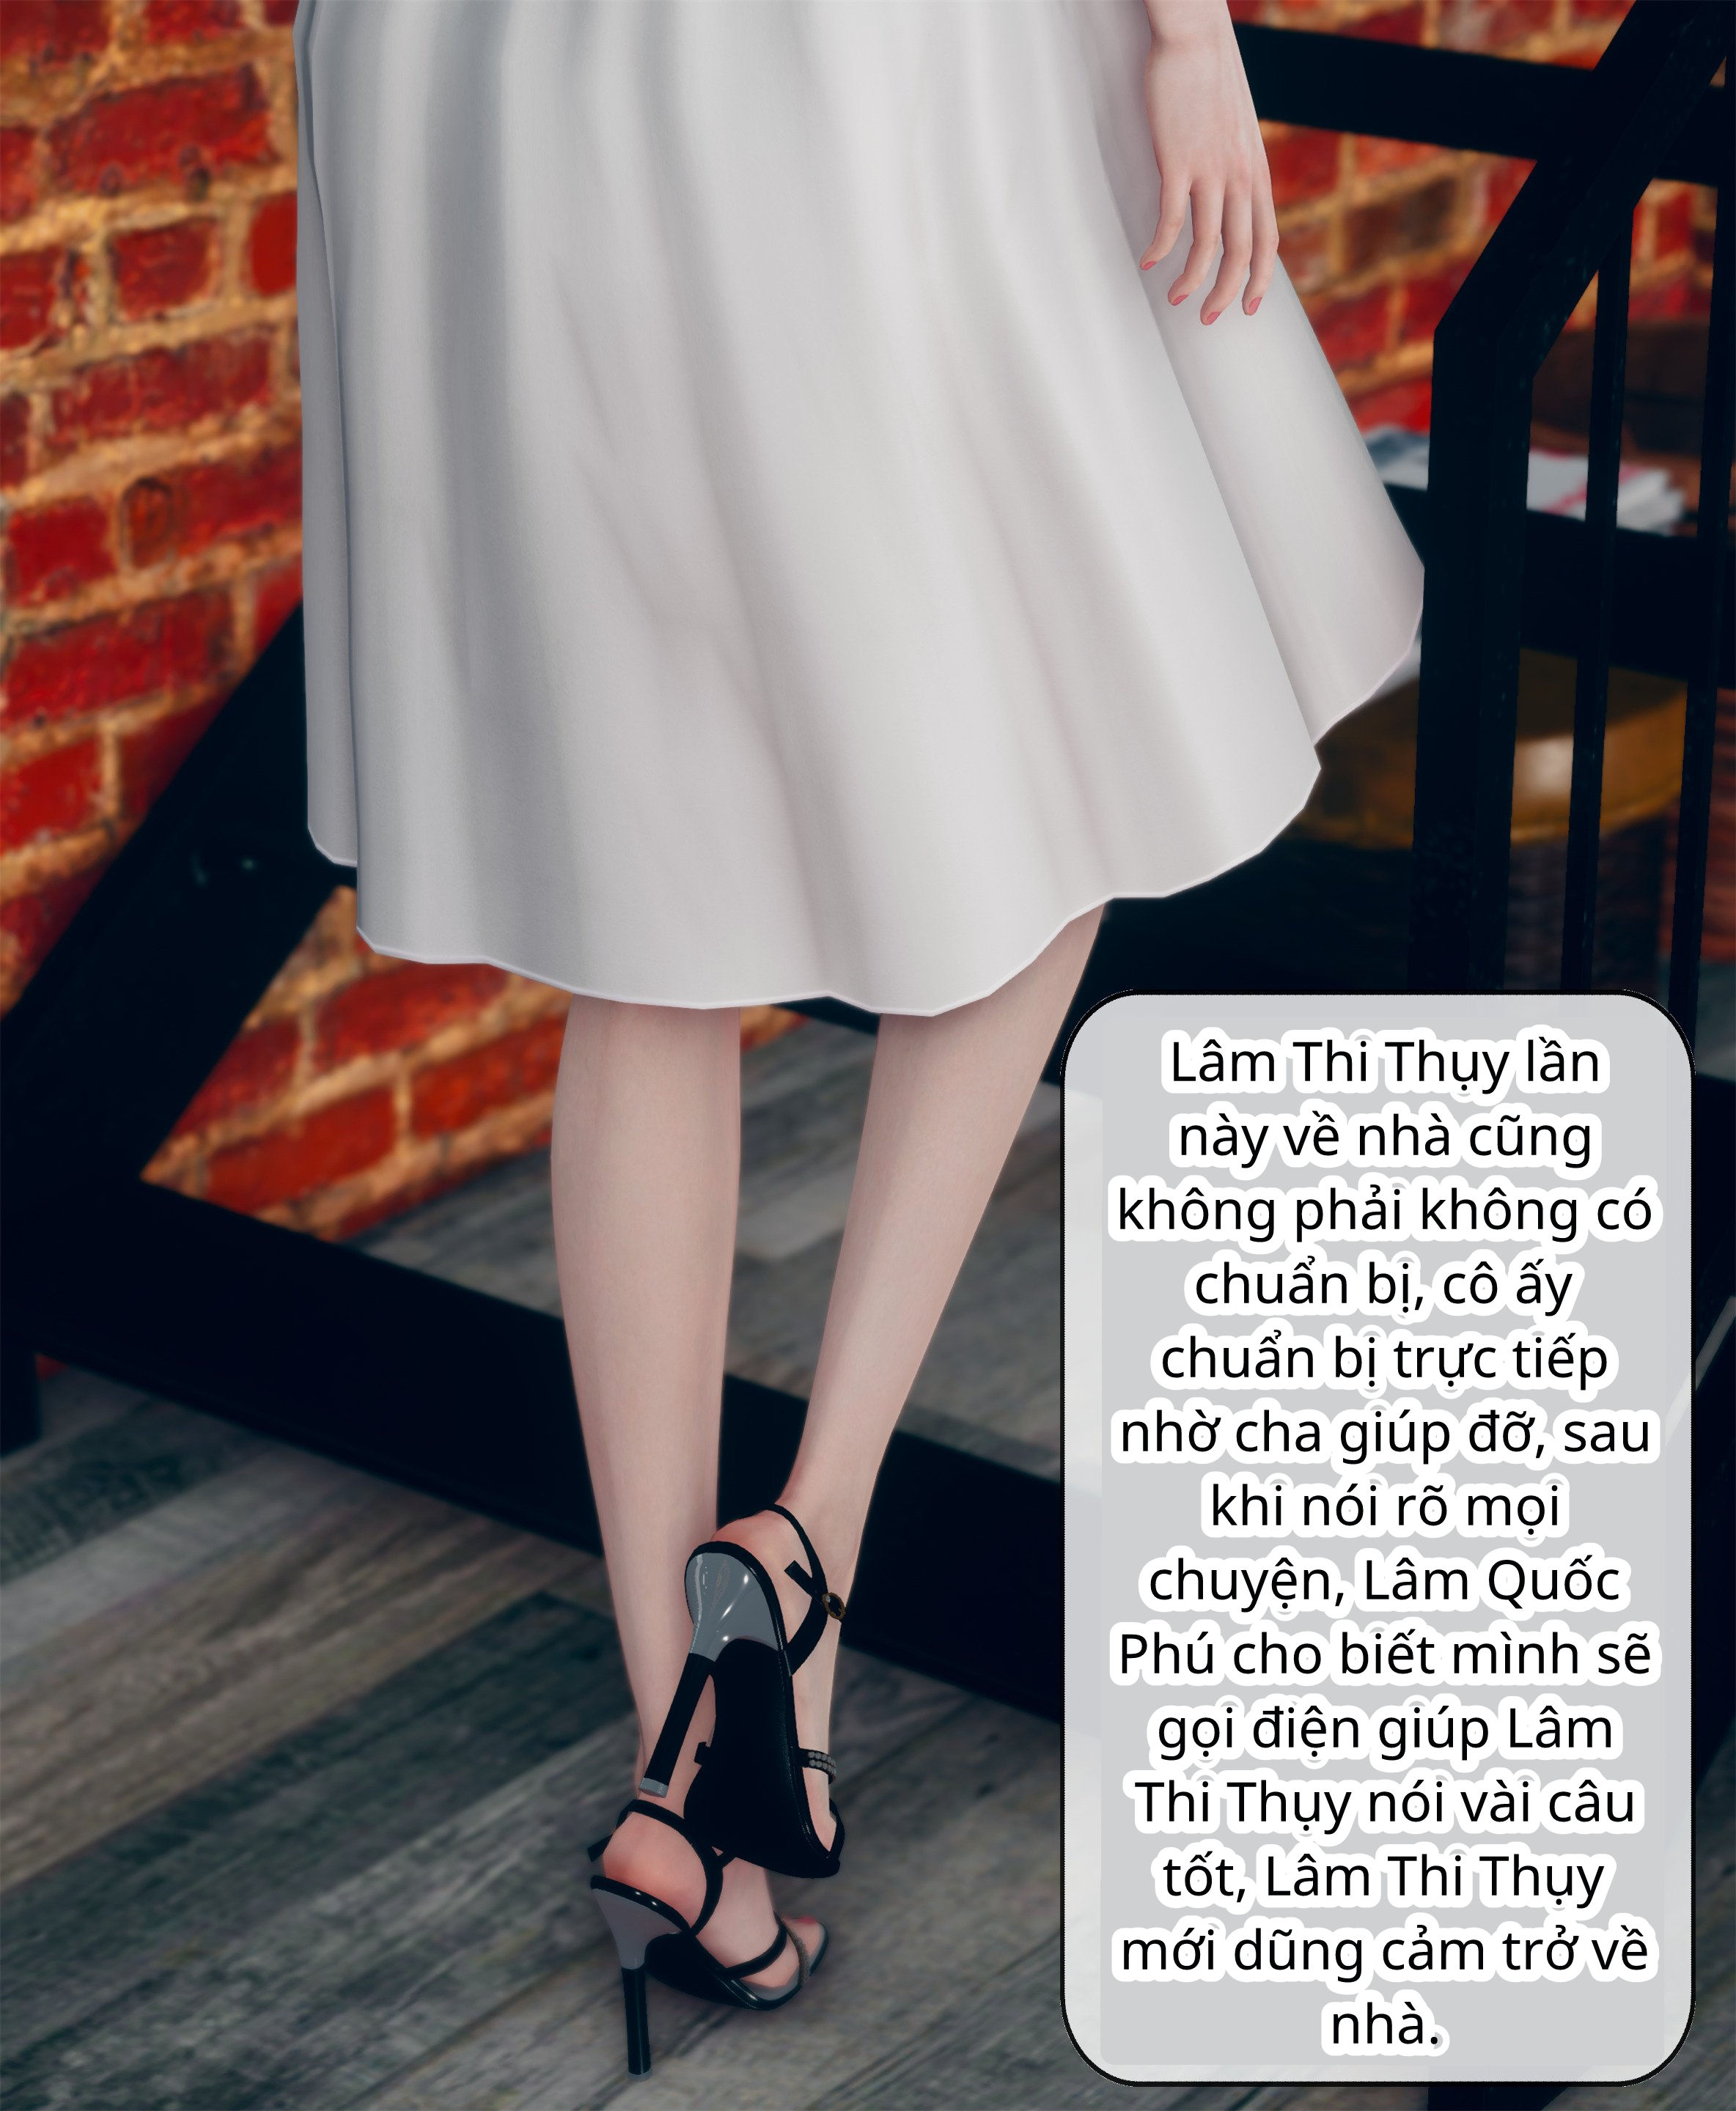 Lâm Thi Thụy lần
này về nhà cũng
không phải không có
chuẩn bị, cô ấy
chuẩn bị trực tiếp
nhờ cha giúp đỡ, sau
khi nói rõ mọi
chuyện, Lâm Quốc
Phú cho biết mình sẽ
gọi điện giúp Lâm
Thi Thụy nói vài câu
tốt, Lâm Thi Thụy
mới dũng cảm trở về
nhà.